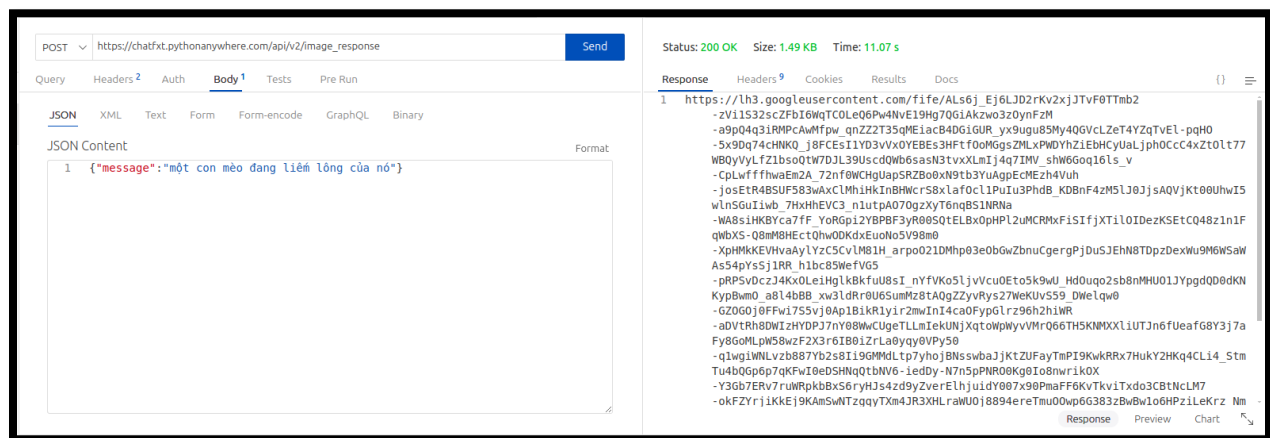 POST https://chatfxt.pythonanywhere.com/api/v2/image_response Send
Query Headers 2 Auth Body 1 Tests Pre Run
JSON XML Text Form Form-encode GraphQL Binary
JSON Content Format
1 {"message":"một con mèo đang liếm lông của nó"}
Status: 200 OK Size: 1.49 KB Time: 11.07 s
Response Headers 9 Cookies Results Docs {}
1 https://lh3.googleusercontent.com/fife/ALs6j_Ej6LJD2rKv2xjJTvF0TTmb2
-zVi1S32scZFbI6WqTCOLeQ6Pw4NvE19Hg7QGiAkzwo3zOynFzM
-a9pQ4q3iRMPcAwMfpw_qnZZ2T35qMEiacB4DGiGUR_yx9ugu85My4QGVcLZeT4YZqTvEl-pqHO
-5x9Dq74cHNKQ_j8FCEsI1YD3vVxOYEBEs3HFtfOoMGgsZMLxPWDYhZiEbHCyUaLjphOCcC4xZtOlt77
WBQyVyLfZ1bsoQtW7DJL39UscdQWb6sasN3tvxXLmIj4q7IMV_shW6Goq16ls_v
-CpLwfffhwaEm2A_72nf0WCHgUapSRZBo0xN9tb3YuAgpEcMEzh4Vuh
-josEtR4BSUF583wAxClMhiHkInBHWcrS8xlafOcl1PuIu3PhdB_KDBnF4zM5lJ0JjsAQVjKt00UhwI5
wlnSGuIiwb_7HxHhEVC3_n1utpAO7OgzXyT6nqBS1NRNa
-WA8siHKBYca7fF_YoRGpi2YBPBF3yR00SQtELBxOpHPl2uMCRMxFiSIfjXTilOIDezKSEtCQ48z1n1F
qWbXS-Q8mM8HEctQhwODKdxEuoNo5V98m0
-XpHMkKEVHvaAylYzC5CvlM81H_arpoO21DMhp03eObGwZbnuCgergPjDuSJEhN8TDpzDexWu9M6WSaW
As54pYsSj1RR_h1bc85WefVG5
-pRPSvDczJ4KxOLeiHglkBkfuU8sI_nYfVKo5ljvVcuOEto5k9wU_HdOuqo2sb8nMHUO1JYpgdQD0dKN
KypBwmO_a8l4bBB_xw3ldRr0U6SumMz8tAQgZZyvRys27WeKUvS59_DWelqw0
-GZOGOj0FFwi7S5vj0Ap1BikR1yir2mwInI4caOFypGlrz96h2hiWR
-aDVtRh8DWIzHYDPJ7nY08WwCUgeTLLmIekUNjXqtoWpWyvVMrQ66TH5KNMXXliUTJn6fUeafG8Y3j7a
Fy8GoMLpW58wzF2X3r6IB0iZrLa0yqy0VPy50
-q1wgiWNLvzb887Yb2s8Ii9GMMdLtp7yhojBNsswbaJjKtZUFayTmPI9KwkRRx7HukY2HKq4CLi4_Stm
Tu4bQGp6p7qKFwI0eDSHNqQtbNV6-iedDy-N7n5pPNRO0Kg0Io8nwrikOX
-Y3Gb7ERv7ruWRpkbBxS6ryHJs4zd9yZverElhjuidY007x90PmaFF6KvTkviTxdo3CBtNcLM7
-okFZYrjiKkEj9KAmSwNTzqqyTXm4JR3XHLraWUOj8894ereTmuOOwp6G383zBwBw1o6HPziLeKrz_Nm
Response Preview Chart